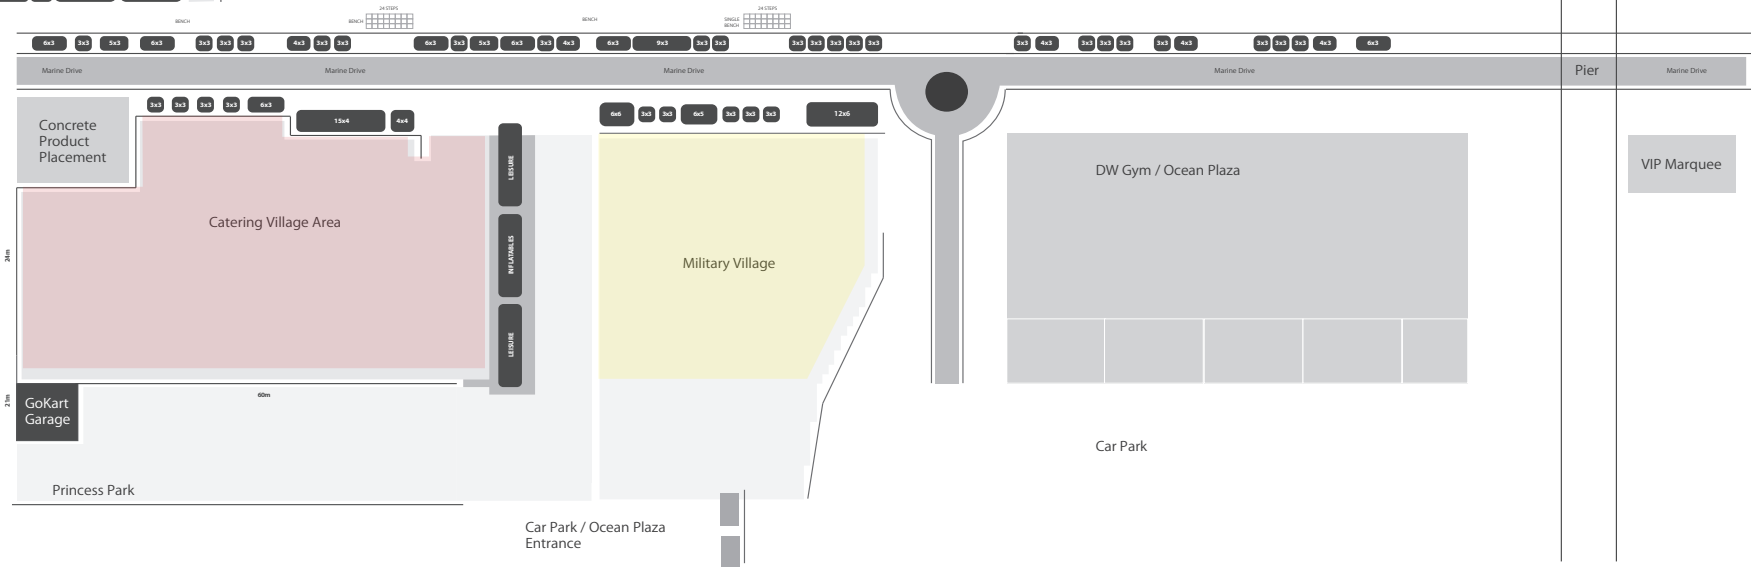 24 STEPS
24 STEPS
BENCH
BENCH
BENCH
SINGLE
BENCH
6x3 3x3 5x3 6x3 3x3 3x3 3x3 4x3 3x3 3x3 6x3 3x3 5x3 6x3 3x3 4x3 6x3 9x3 3x3 3x3 3x3 3x3 3x3 3x3 3x3 3x3 4x3 3x3 3x3 3x3 3x3 4x3 3x3 3x3 3x3 4x3 6x3
Marine Drive Marine Drive Marine Drive Marine Drive Pier Marine Drive
3x3 3x3 3x3 3x3 6x3
15x4 4x4
6x6 3x3 3x3 6x5 3x3 3x3 3x3 12x6
Concrete
Product
Placement
LEISURE
DW Gym / Ocean Plaza
VIP Marquee
Catering Village Area
INFLATABLES
Military Village
24m
LEISURE
60m
21m
GoKart
Garage
Car Park
Princess Park
Car Park / Ocean Plaza
Entrance